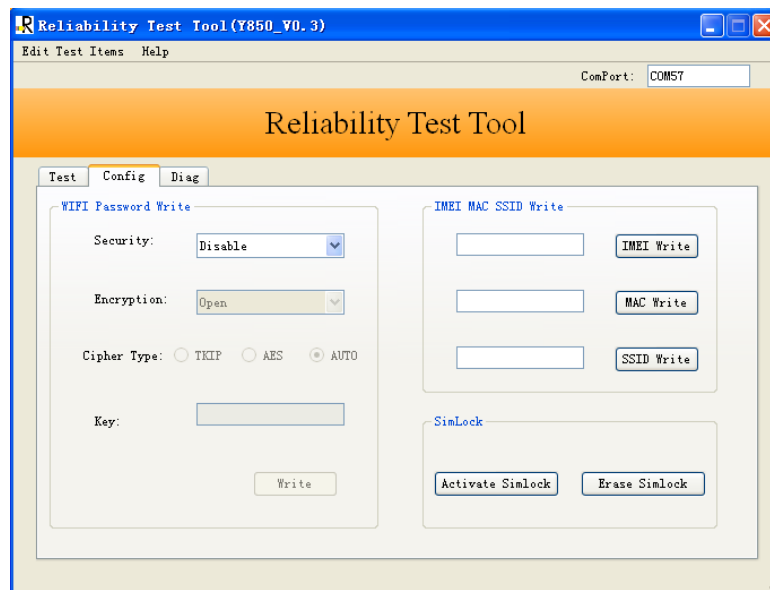 Reliability Test Tool(Y850_V0.3)
Edit Test Items Help
ComPort: COM57
Reliability Test Tool
Test Config Diag
WIFI Password Write
Security: Disable
Encryption: Open
Cipher Type: TKIP AES AUTO
Key:
Write
IMEI MAC SSID Write
IMEI Write
MAC Write
SSID Write
SimLock
Activate Simlock Erase Simlock